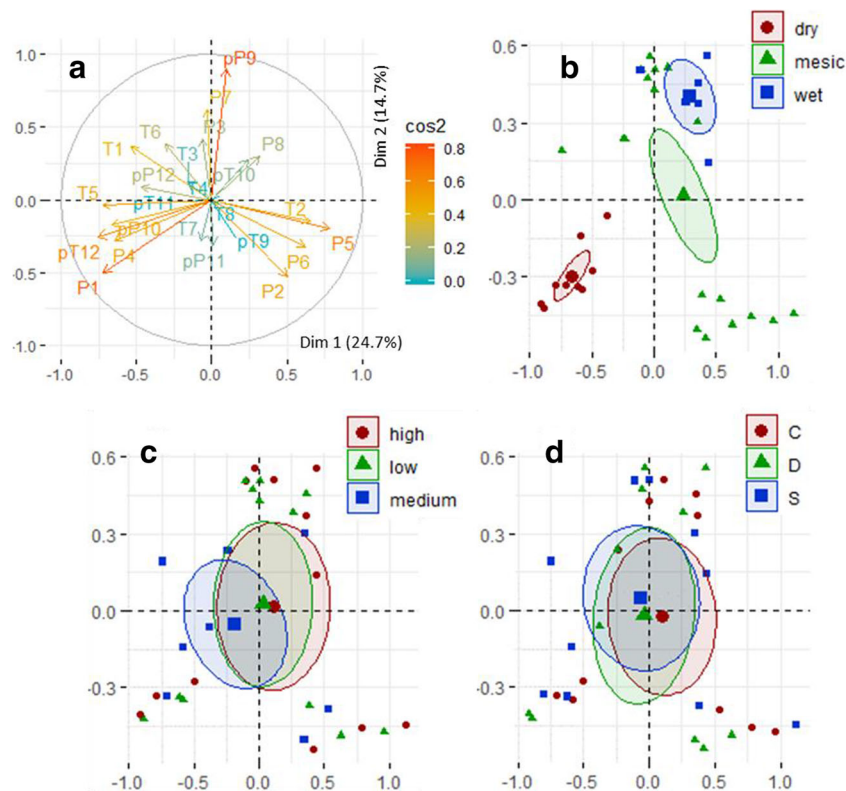 a
1.0
0.5
0.0
-0.5
-1.0
-1.0
-0.5
0.0
0.5
1.0
pP9
P7
P3
T6
T1
T3
P8
pT10
pP12
T4
T5
pT11
T8
T2
pP10
T7
pT9
P5
pT12
P4
P6
pP11
P1
P2
Dim 1 (24.7%)
Dim 2 (14.7%)
cos2
0.8
0.6
0.4
0.2
0.0
b
dry
mesic
wet
0.6
0.3
0.0
-0.3
-1.0
-0.5
0.0
0.5
1.0
c
high
low
medium
0.6
0.3
0.0
-0.3
-1.0
-0.5
0.0
0.5
1.0
d
C
D
S
0.6
0.3
0.0
-0.3
-1.0
-0.5
0.0
0.5
1.0